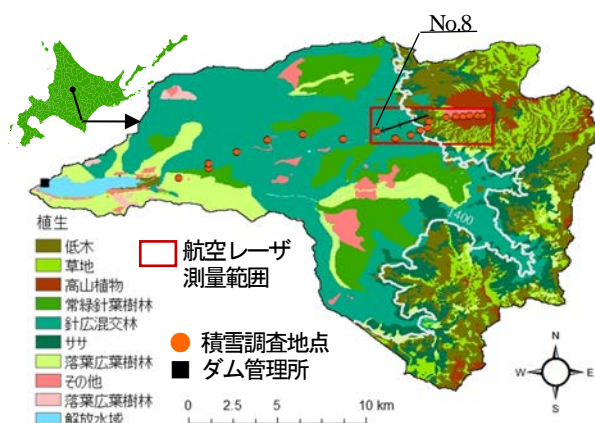 No.8
1400
植生
低木
草地
高山植物
常緑針葉樹林
針広混交林
ササ
落葉広葉樹林
その他
落葉広葉樹林
解放水域
航空レーザ
測量範囲
積雪調査地点
ダム管理所
0 2.5 5 10 km
N
W E
S